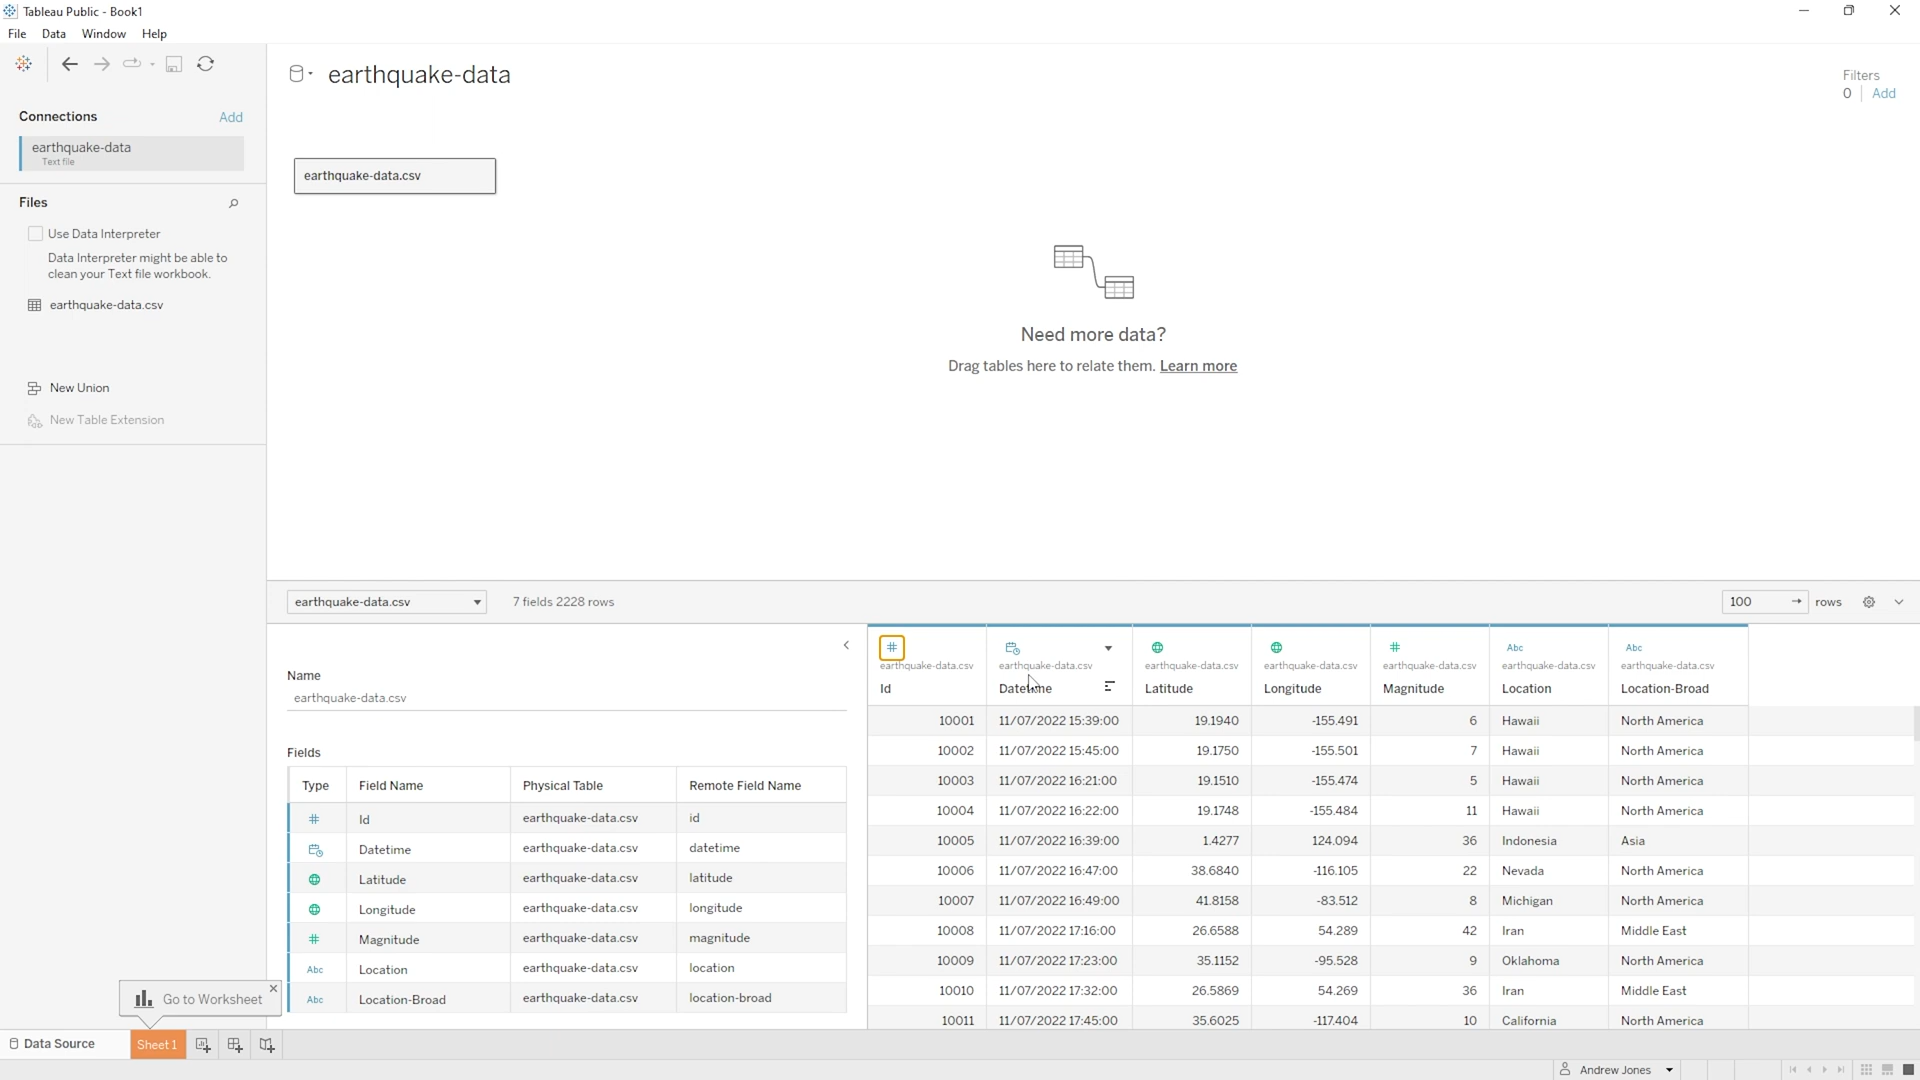 Tableau Public - Book1
File Data Window Help
earthquake-data
Filters
0 Add
Connections Add
earthquake-data
Text file
earthquake-data.csv
Files
Use Data Interpreter
Data Interpreter might be able to
clean your Text file workbook.
earthquake-data.csv
New Union
New Table Extension
Need more data?
Drag tables here to relate them. Learn more
earthquake-data.csv 7 fields 2228 rows 100 rows
Name
earthquake-data.csv
Fields
Type Field Name Physical Table Remote Field Name
# Id earthquake-data.csv id
Datetime earthquake-data.csv datetime
Latitude earthquake-data.csv latitude
Longitude earthquake-data.csv longitude
# Magnitude earthquake-data.csv magnitude
Abc Location earthquake-data.csv location
Abc Location-Broad earthquake-data.csv location-broad
# # Abc Abc
earthquake-data.csv earthquake-data.csv earthquake-data.csv earthquake-data.csv earthquake-data.csv earthquake-data.csv earthquake-data.csv
Id Datetime Latitude Longitude Magnitude Location Location-Broad
10001 11/07/2022 15:39:00 19.1940 -155.491 6 Hawaii North America
10002 11/07/2022 15:45:00 19.1750 -155.501 7 Hawaii North America
10003 11/07/2022 16:21:00 19.1510 -155.474 5 Hawaii North America
10004 11/07/2022 16:22:00 19.1748 -155.484 11 Hawaii North America
10005 11/07/2022 16:39:00 1.4277 124.094 36 Indonesia Asia
10006 11/07/2022 16:47:00 38.6840 -116.105 22 Nevada North America
10007 11/07/2022 16:49:00 41.8158 -83.512 8 Michigan North America
10008 11/07/2022 17:16:00 26.6588 54.289 42 Iran Middle East
10009 11/07/2022 17:23:00 35.1152 -95.528 9 Oklahoma North America
10010 11/07/2022 17:32:00 26.5869 54.269 36 Iran Middle East
10011 11/07/2022 17:45:00 35.6025 -117.404 10 California North America
Go to Worksheet
Data Source Sheet 1
Andrew Jones